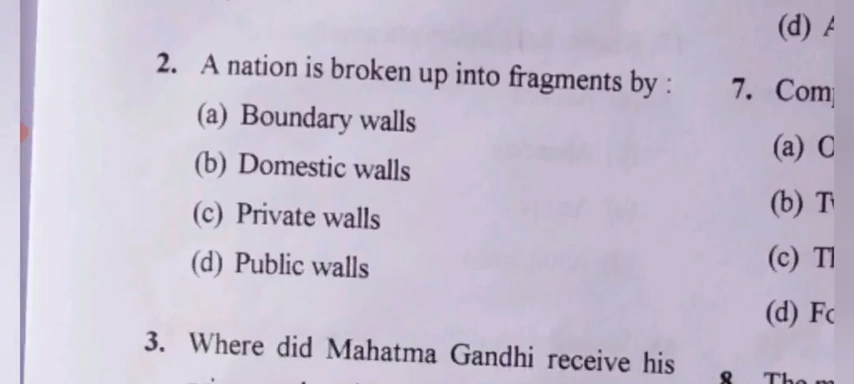 2. A nation is broken up into fragments by :
(a) Boundary walls
(b) Domestic walls
(c) Private walls
(d) Public walls
3. Where did Mahatma Gandhi receive his
(d)
7.
(a)
(b)
(c)
(d)
8